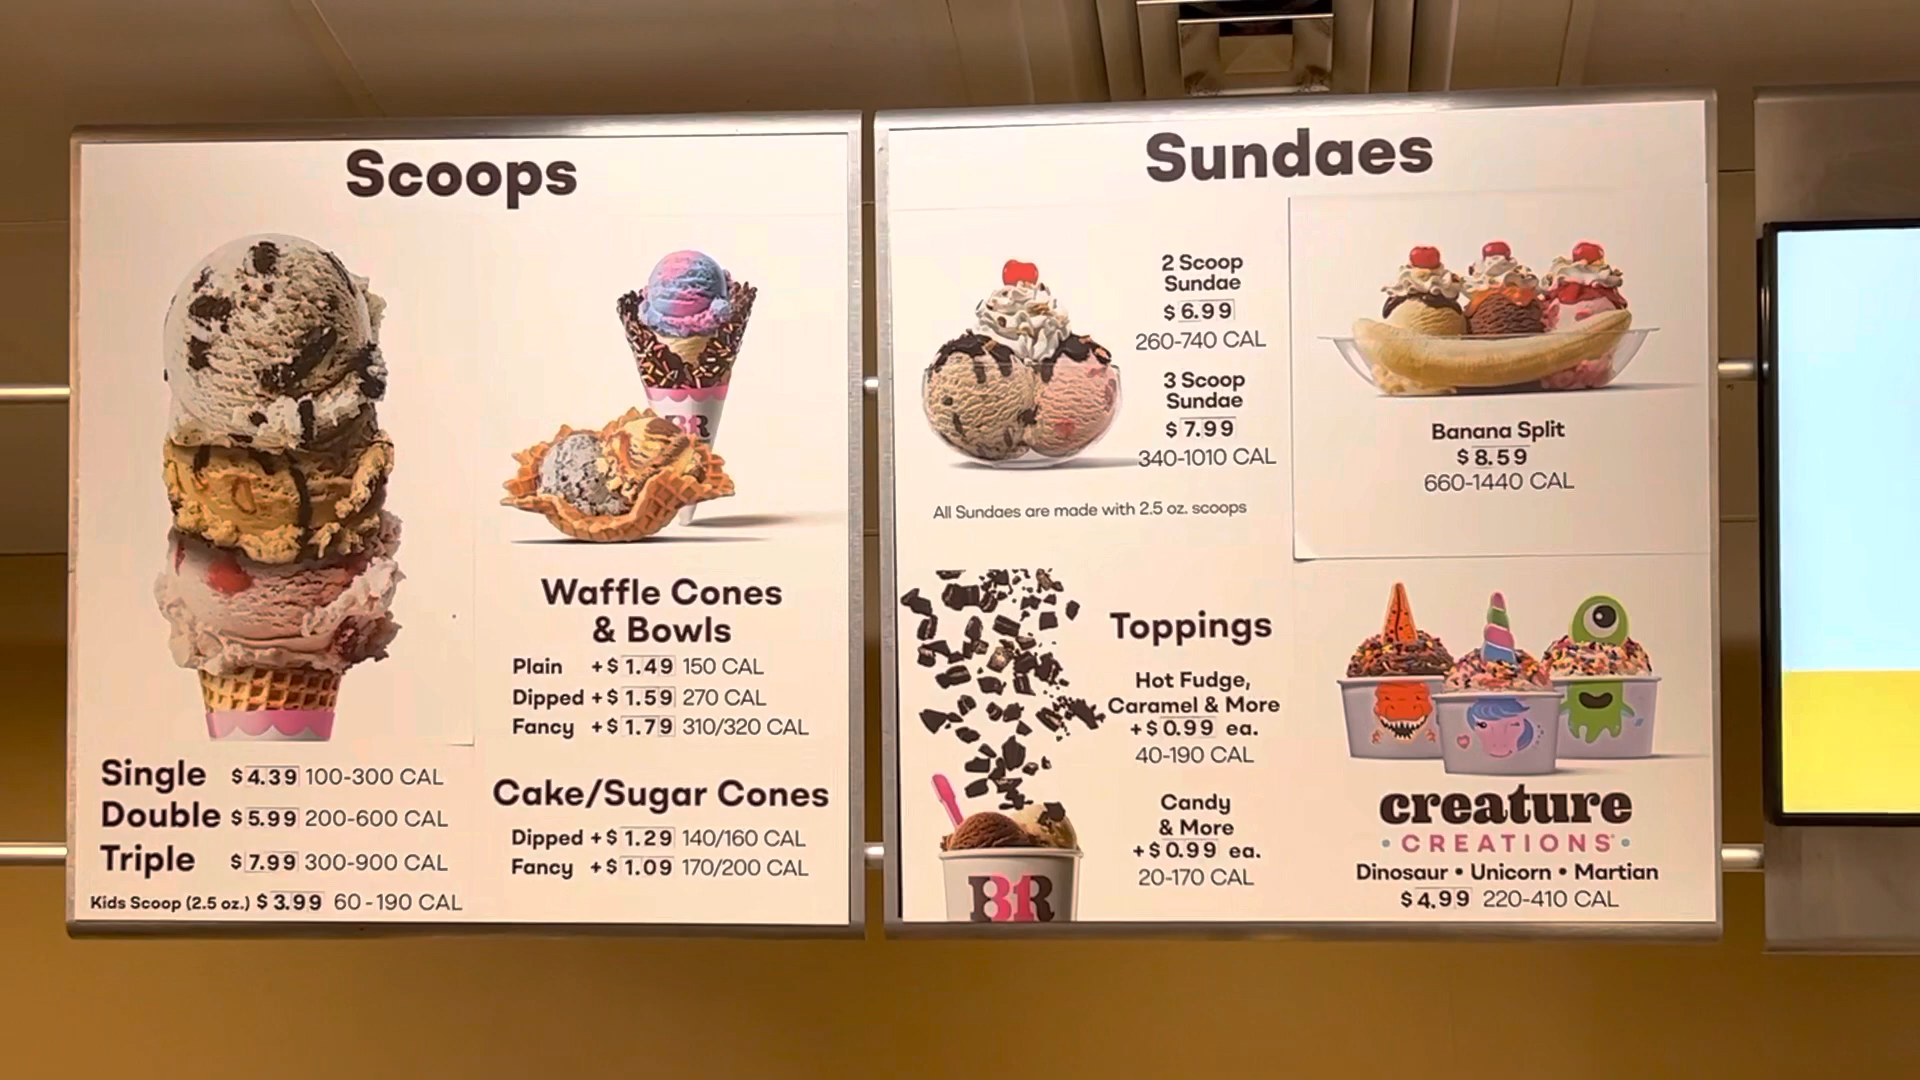 Scoops
BR
Waffle Cones
& Bowls
Plain +$1.49 150 CAL
Dipped +$1.59 270 CAL
Fancy +$1.79 310/320 CAL
Single $4.39 100-300 CAL
Double $5.99 200-600 CAL
Triple $7.99 300-900 CAL
Kids Scoop (2.5 oz.) $3.99 60-190 CAL
Cake/Sugar Cones
Dipped +$1.29 140/160 CAL
Fancy +$1.09 170/200 CAL
Sundaes
2 Scoop
Sundae
$6.99
260-740 CAL
3 Scoop
Sundae
$7.99
340-1010 CAL
All Sundaes are made with 2.5 oz. scoops
Banana Split
$8.59
660-1440 CAL
Toppings
Hot Fudge,
Caramel & More
+$0.99 ea.
40-190 CAL
Candy
& More
+$0.99 ea.
20-170 CAL
BR
creature
• CREATIONS® •
Dinosaur • Unicorn • Martian
$4.99 220-410 CAL